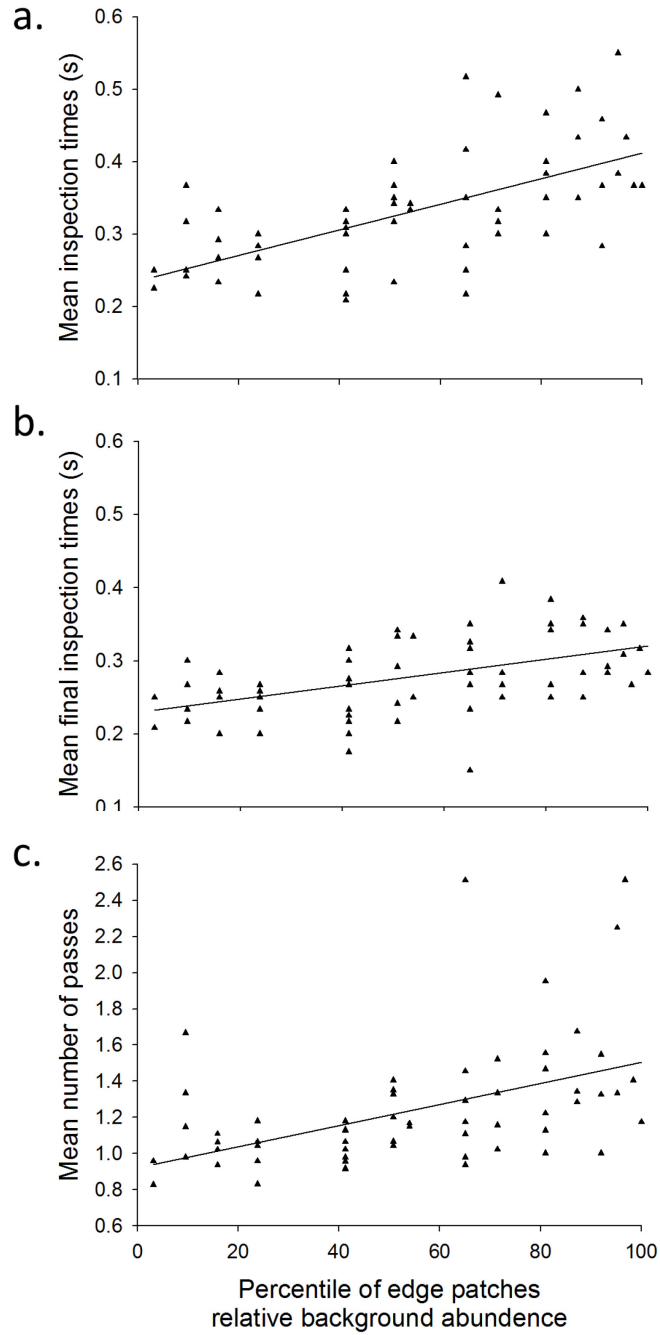 a.
Mean inspection times (s)
0.6
0.5
0.4
0.3
0.2
0.1
b.
Mean final inspection times (s)
0.6
0.5
0.4
0.3
0.2
0.1
c.
Mean number of passes
2.6
2.4
2.2
2.0
1.8
1.6
1.4
1.2
1.0
0.8
0.6
0 20 40 60 80 100
Percentile of edge patches
relative background abundance